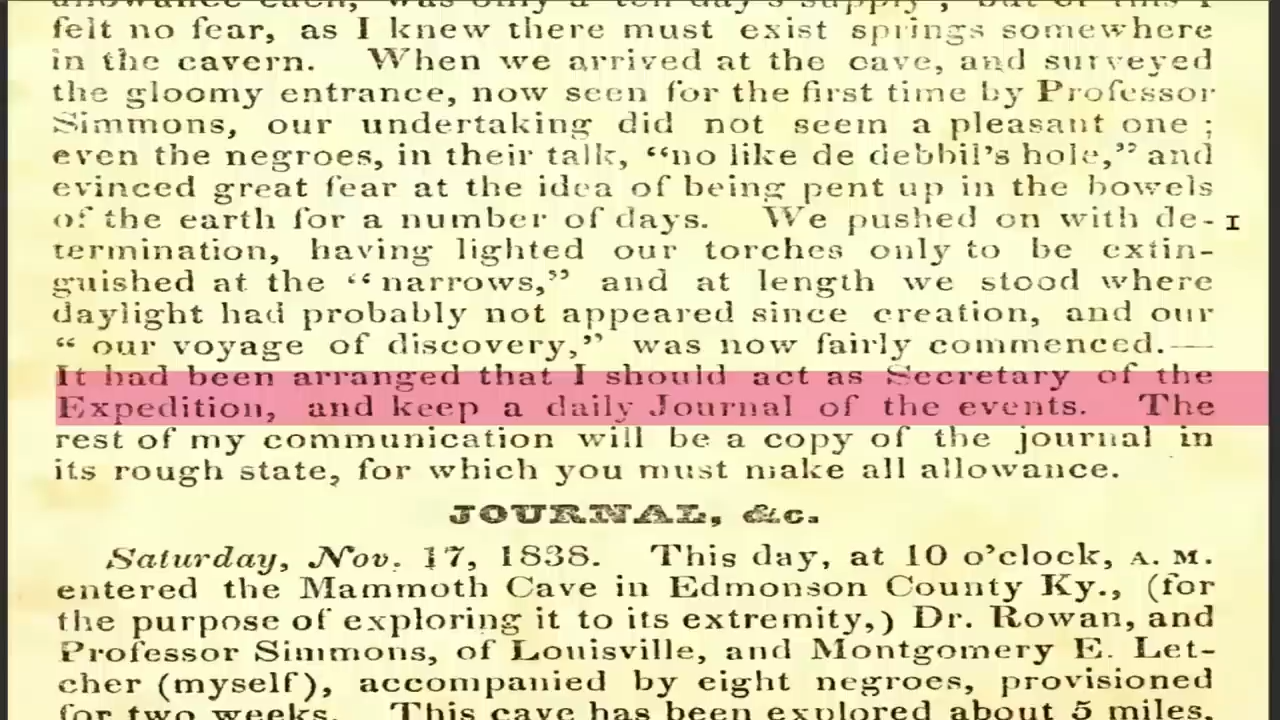 allowance each, was only a ten day's supply; but of this I
felt no fear, as I knew there must exist springs somewhere
in the cavern. When we arrived at the cave, and surveyed
the gloomy entrance, now seen for the first time by Professor
Simmons, our undertaking did not seem a pleasant one ;
even the negroes, in their talk, “no like de debbil's hole,” and
evinced great fear at the idea of being pent up in the bowels
of the earth for a number of days. We pushed on with de-
termination, having lighted our torches only to be extin-
guished at the “narrows,” and at length we stood where
daylight had probably not appeared since creation, and our
“ our voyage of discovery,” was now fairly commenced.—
It had been arranged that I should act as Secretary of the
Expedition, and keep a daily Journal of the events. The
rest of my communication will be a copy of the journal in
its rough state, for which you must make all allowance.
JOURNAL, &c.
Saturday, Nov. 17, 1838. This day, at 10 o'clock, A. M.
entered the Mammoth Cave in Edmonson County Ky., (for
the purpose of exploring it to its extremity,) Dr. Rowan, and
Professor Simmons, of Louisville, and Montgomery E. Let-
cher (myself), accompanied by eight negroes, provisioned
for two weeks. This cave has been explored about 5 miles,